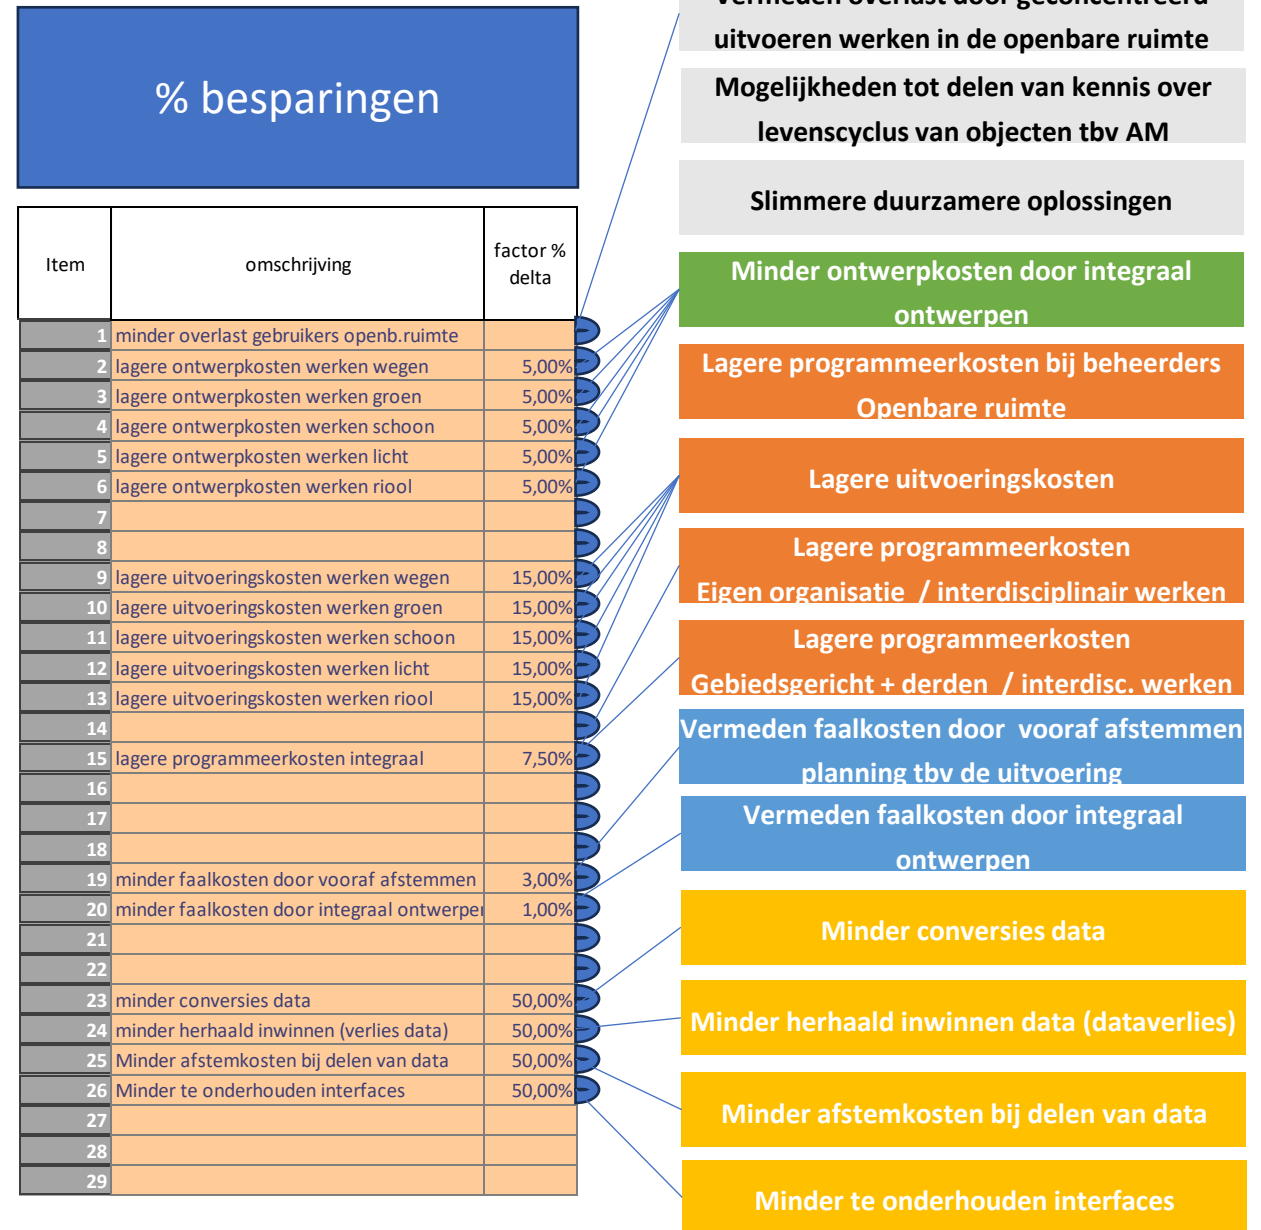 % besparingen
Item omschrijving factor % delta
1 minder overlast gebruikers openb.ruimte
2 lagere ontwerpkosten werken wegen 5,00%
3 lagere ontwerpkosten werken groen 5,00%
4 lagere ontwerpkosten werken schoon 5,00%
5 lagere ontwerpkosten werken licht 5,00%
6 lagere ontwerpkosten werken riool 5,00%
7
8
9 lagere uitvoeringskosten werken wegen 15,00%
10 lagere uitvoeringskosten werken groen 15,00%
11 lagere uitvoeringskosten werken schoon 15,00%
12 lagere uitvoeringskosten werken licht 15,00%
13 lagere uitvoeringskosten werken riool 15,00%
14
15 lagere programmeerkosten integraal 7,50%
16
17
18
19 minder faalkosten door vooraf afstemmen 3,00%
20 minder faalkosten door integraal ontwerpen 1,00%
21
22
23 minder conversies data 50,00%
24 minder herhaald inwinnen (verlies data) 50,00%
25 Minder afstemkosten bij delen van data 50,00%
26 Minder te onderhouden interfaces 50,00%
27
28
29
Vermeden overlast door geconcentreerd
uitvoeren werken in de openbare ruimte
Mogelijkheden tot delen van kennis over
levenscyclus van objecten tbv AM
Slimmere duurzamere oplossingen
Minder ontwerpkosten door integraal
ontwerpen
Lagere programmeerkosten bij beheerders
Openbare ruimte
Lagere uitvoeringskosten
Lagere programmeerkosten
Eigen organisatie / interdisciplinair werken
Lagere programmeerkosten
Gebiedsgericht + derden / interdisc. werken
Vermeden faalkosten door vooraf afstemmen
planning tbv de uitvoering
Vermeden faalkosten door integraal
ontwerpen
Minder conversies data
Minder herhaald inwinnen data (dataverlies)
Minder afstemkosten bij delen van data
Minder te onderhouden interfaces